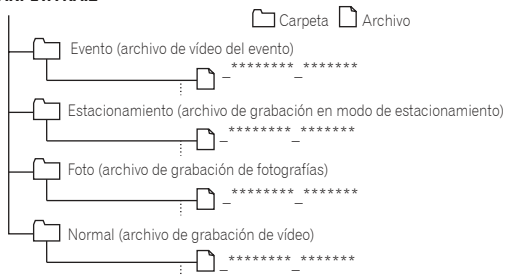 Carpeta Archivo
Evento (archivo de vídeo del evento)
_********_*******
Estacionamiento (archivo de grabación en modo de estacionamiento)
_********_*******
Foto (archivo de grabación de fotografías)
_********_*******
Normal (archivo de grabación de vídeo)
_********_*******